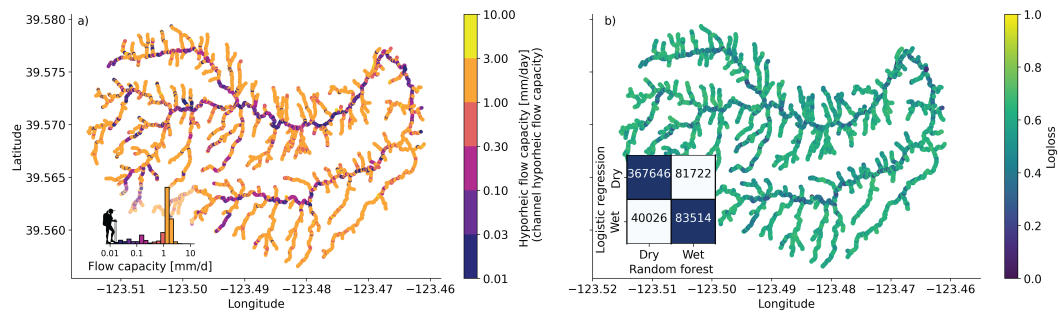 a)
39.580
39.575
39.570
39.565
39.560
Latitude
−123.51
−123.50
−123.49
−123.48
−123.47
−123.46
Longitude
0.01
0.1
1.0
Flow capacity [mm/d]
10.00
3.00
1.00
0.30
0.10
0.03
0.01
Hyporheic flow capacity [mm/day]
(channel hyporheic flow capacity)
b)
−123.52
−123.51
−123.50
−123.49
−123.48
−123.47
−123.46
Longitude
Logistic regression
Dry
Wet
367646
81722
40026
83514
Dry
Wet
Random forest
1.0
0.8
0.6
0.4
0.2
0.0
Logloss